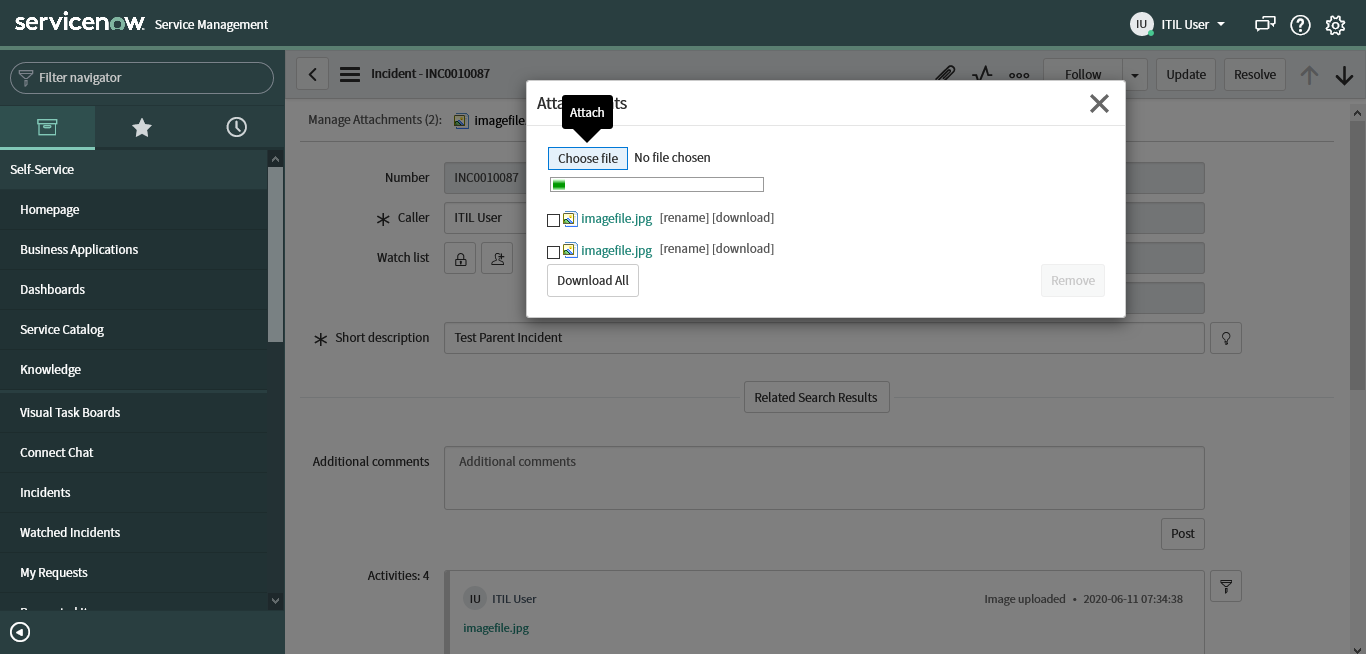 servicenow Service Management
IU ITIL User
Filter navigator
Self-Service
Homepage
Business Applications
Dashboards
Service Catalog
Knowledge
Visual Task Boards
Connect Chat
Incidents
Watched Incidents
My Requests
Incident - INC0010087
Follow
Update
Resolve
Manage Attachments (2):
Attach
Choose file No file chosen
imagefile.jpg [rename] [download]
imagefile.jpg [rename] [download]
Download All
Remove
Number INC0010087
Caller ITIL User
Watch list
Short description Test Parent Incident
Related Search Results
Additional comments Additional comments
Post
Activities: 4
IU ITIL User Image uploaded • 2020-06-11 07:34:38
imagefile.jpg